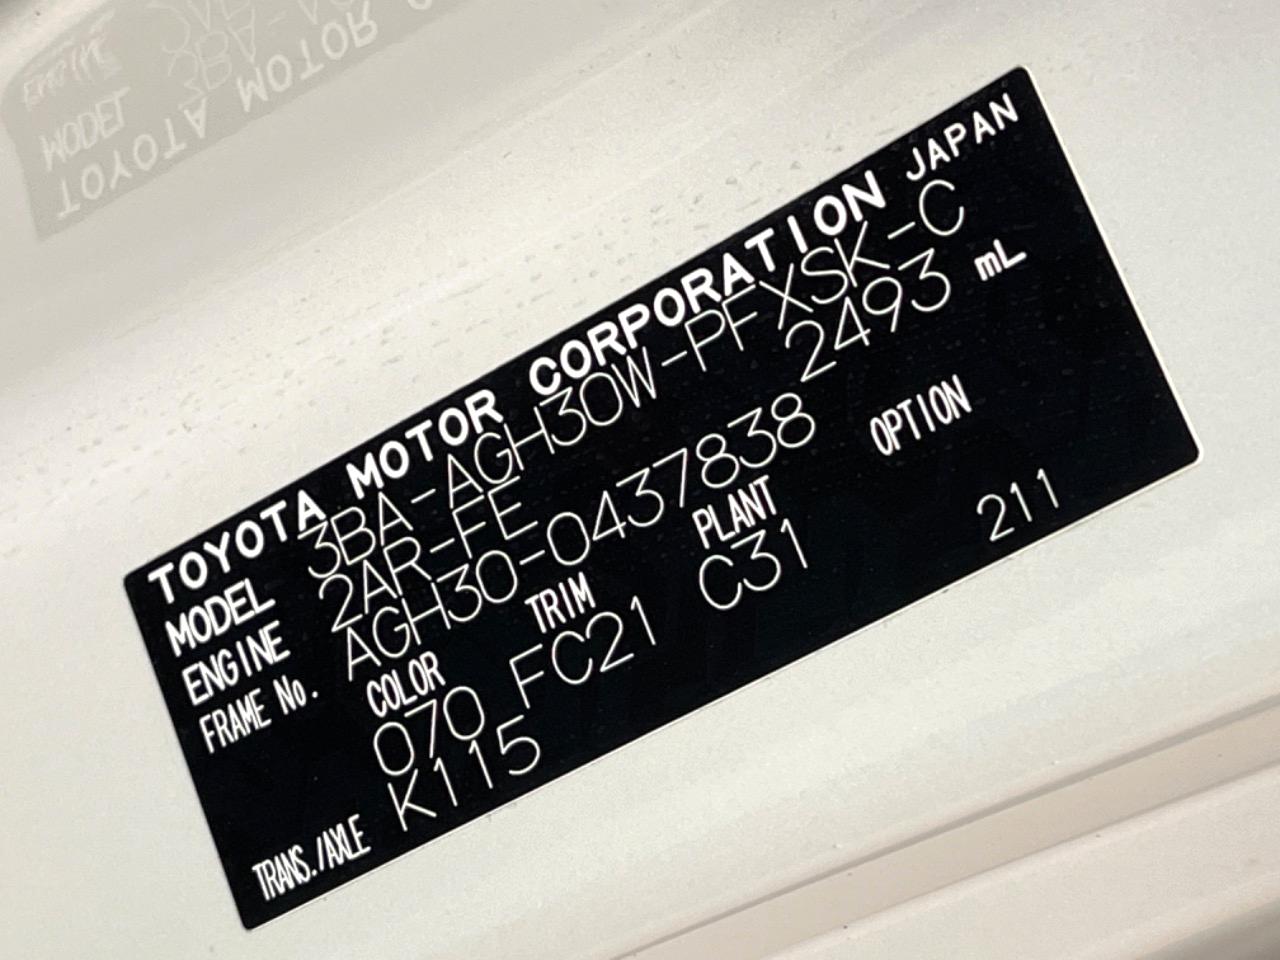 TOYOTA MOTOR CORPORATION JAPAN
MODEL 3BA-AGH30W-PFXSK-C
ENGINE 2AR-FE 2493 mL
FRAME No. AGH30-0437838
COLOR TRIM PLANT OPTION
070 FC21 C31 211
TRANS./AXLE K115